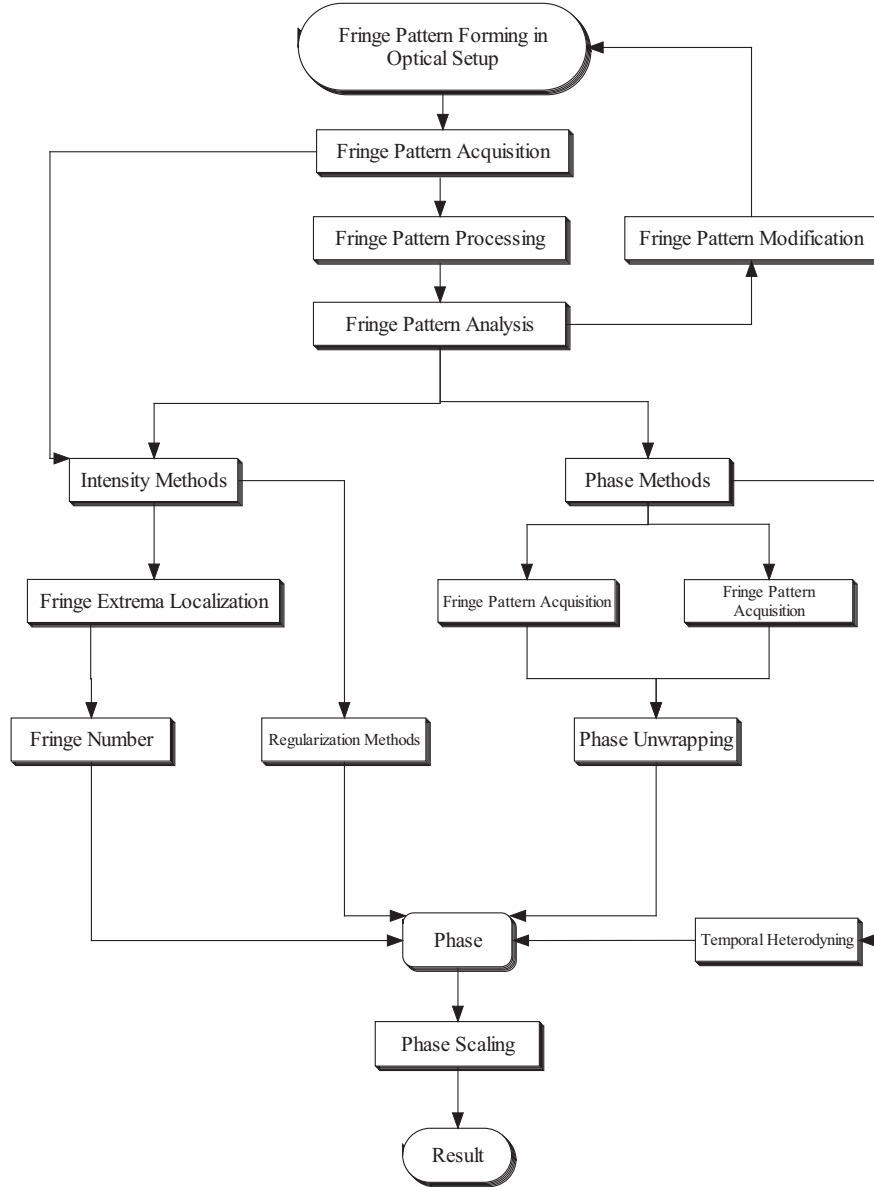 Fringe Pattern Forming in
Optical Setup
Fringe Pattern Acquisition
Fringe Pattern Processing
Fringe Pattern Modification
Fringe Pattern Analysis
Intensity Methods
Phase Methods
Fringe Extrema Localization
Fringe Pattern Acquisition
Fringe Pattern
Acquisition
Fringe Number
Regularization Methods
Phase Unwrapping
Phase
Temporal Heterodyning
Phase Scaling
Result